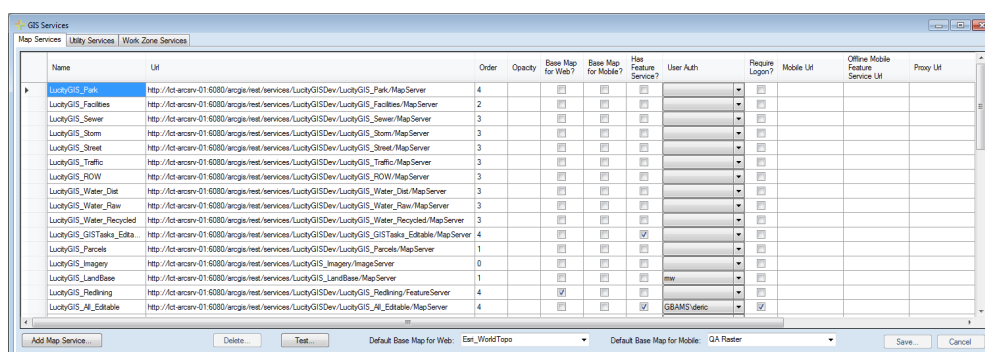 GIS Services
Map Services Utility Services Work Zone Services
Name Url Order Opacity Base Map for Web? Base Map for Mobile? Has Feature Service? User Auth Require Logon? Mobile Url Offline Mobile Feature Service Url Proxy Url
LucityGIS_Park http://lct-arcsrv-01:6080/arcgis/rest/services/LucityGISDev/LucityGIS_Park/MapServer 4
LucityGIS_Facilities http://lct-arcsrv-01:6080/arcgis/rest/services/LucityGISDev/LucityGIS_Facilities/MapServer 2
LucityGIS_Sewer http://lct-arcsrv-01:6080/arcgis/rest/services/LucityGISDev/LucityGIS_Sewer/MapServer 3
LucityGIS_Storm http://lct-arcsrv-01:6080/arcgis/rest/services/LucityGISDev/LucityGIS_Storm/MapServer 3
LucityGIS_Street http://lct-arcsrv-01:6080/arcgis/rest/services/LucityGISDev/LucityGIS_Street/MapServer 3
LucityGIS_Traffic http://lct-arcsrv-01:6080/arcgis/rest/services/LucityGISDev/LucityGIS_Traffic/MapServer 3
LucityGIS_ROW http://lct-arcsrv-01:6080/arcgis/rest/services/LucityGISDev/LucityGIS_ROW/MapServer 3
LucityGIS_Water_Dist http://lct-arcsrv-01:6080/arcgis/rest/services/LucityGISDev/LucityGIS_Water_Dist/MapServer 3
LucityGIS_Water_Raw http://lct-arcsrv-01:6080/arcgis/rest/services/LucityGISDev/LucityGIS_Water_Raw/MapServer 3
LucityGIS_Water_Recycled http://lct-arcsrv-01:6080/arcgis/rest/services/LucityGISDev/LucityGIS_Water_Recycled/MapServer 3
LucityGIS_GISTasks_Edita... http://lct-arcsrv-01:6080/arcgis/rest/services/LucityGISDev/LucityGIS_GISTasks_Editable/MapServer 4
LucityGIS_Parcels http://lct-arcsrv-01:6080/arcgis/rest/services/LucityGISDev/LucityGIS_Parcels/MapServer 1
LucityGIS_Imagery http://lct-arcsrv-01:6080/arcgis/rest/services/LucityGIS_Imagery/ImageServer 0
LucityGIS_LandBase http://lct-arcsrv-01:6080/arcgis/rest/services/LucityGIS_LandBase/MapServer 1 mw
LucityGIS_Redlining http://lct-arcsrv-01:6080/arcgis/rest/services/LucityGISDev/LucityGIS_Redlining/FeatureServer 4
LucityGIS_All_Editable http://lct-arcsrv-01:6080/arcgis/rest/services/LucityGISDev/LucityGIS_All_Editable/MapServer 4 GBAMS\deric
Add Map Service... Delete... Test... Default Base Map for Web: Esri_WorldTopo Default Base Map for Mobile: QA Raster Save... Cancel